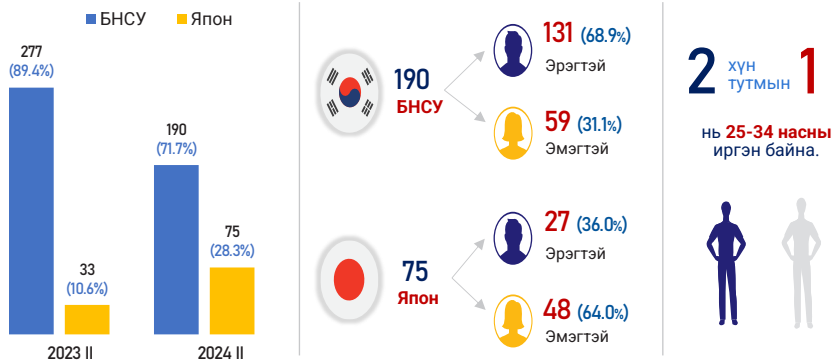 БНСУ Япон
277
(89.4%)
33
(10.6%)
2023 II
190
(71.7%)
75
(28.3%)
2024 II
190
БНСУ
131 (68.9%)
Эрэгтэй
59 (31.1%)
Эмэгтэй
75
Япон
27 (36.0%)
Эрэгтэй
48 (64.0%)
Эмэгтэй
2 хүн тутмын 1
нь 25-34 насны
иргэн байна.